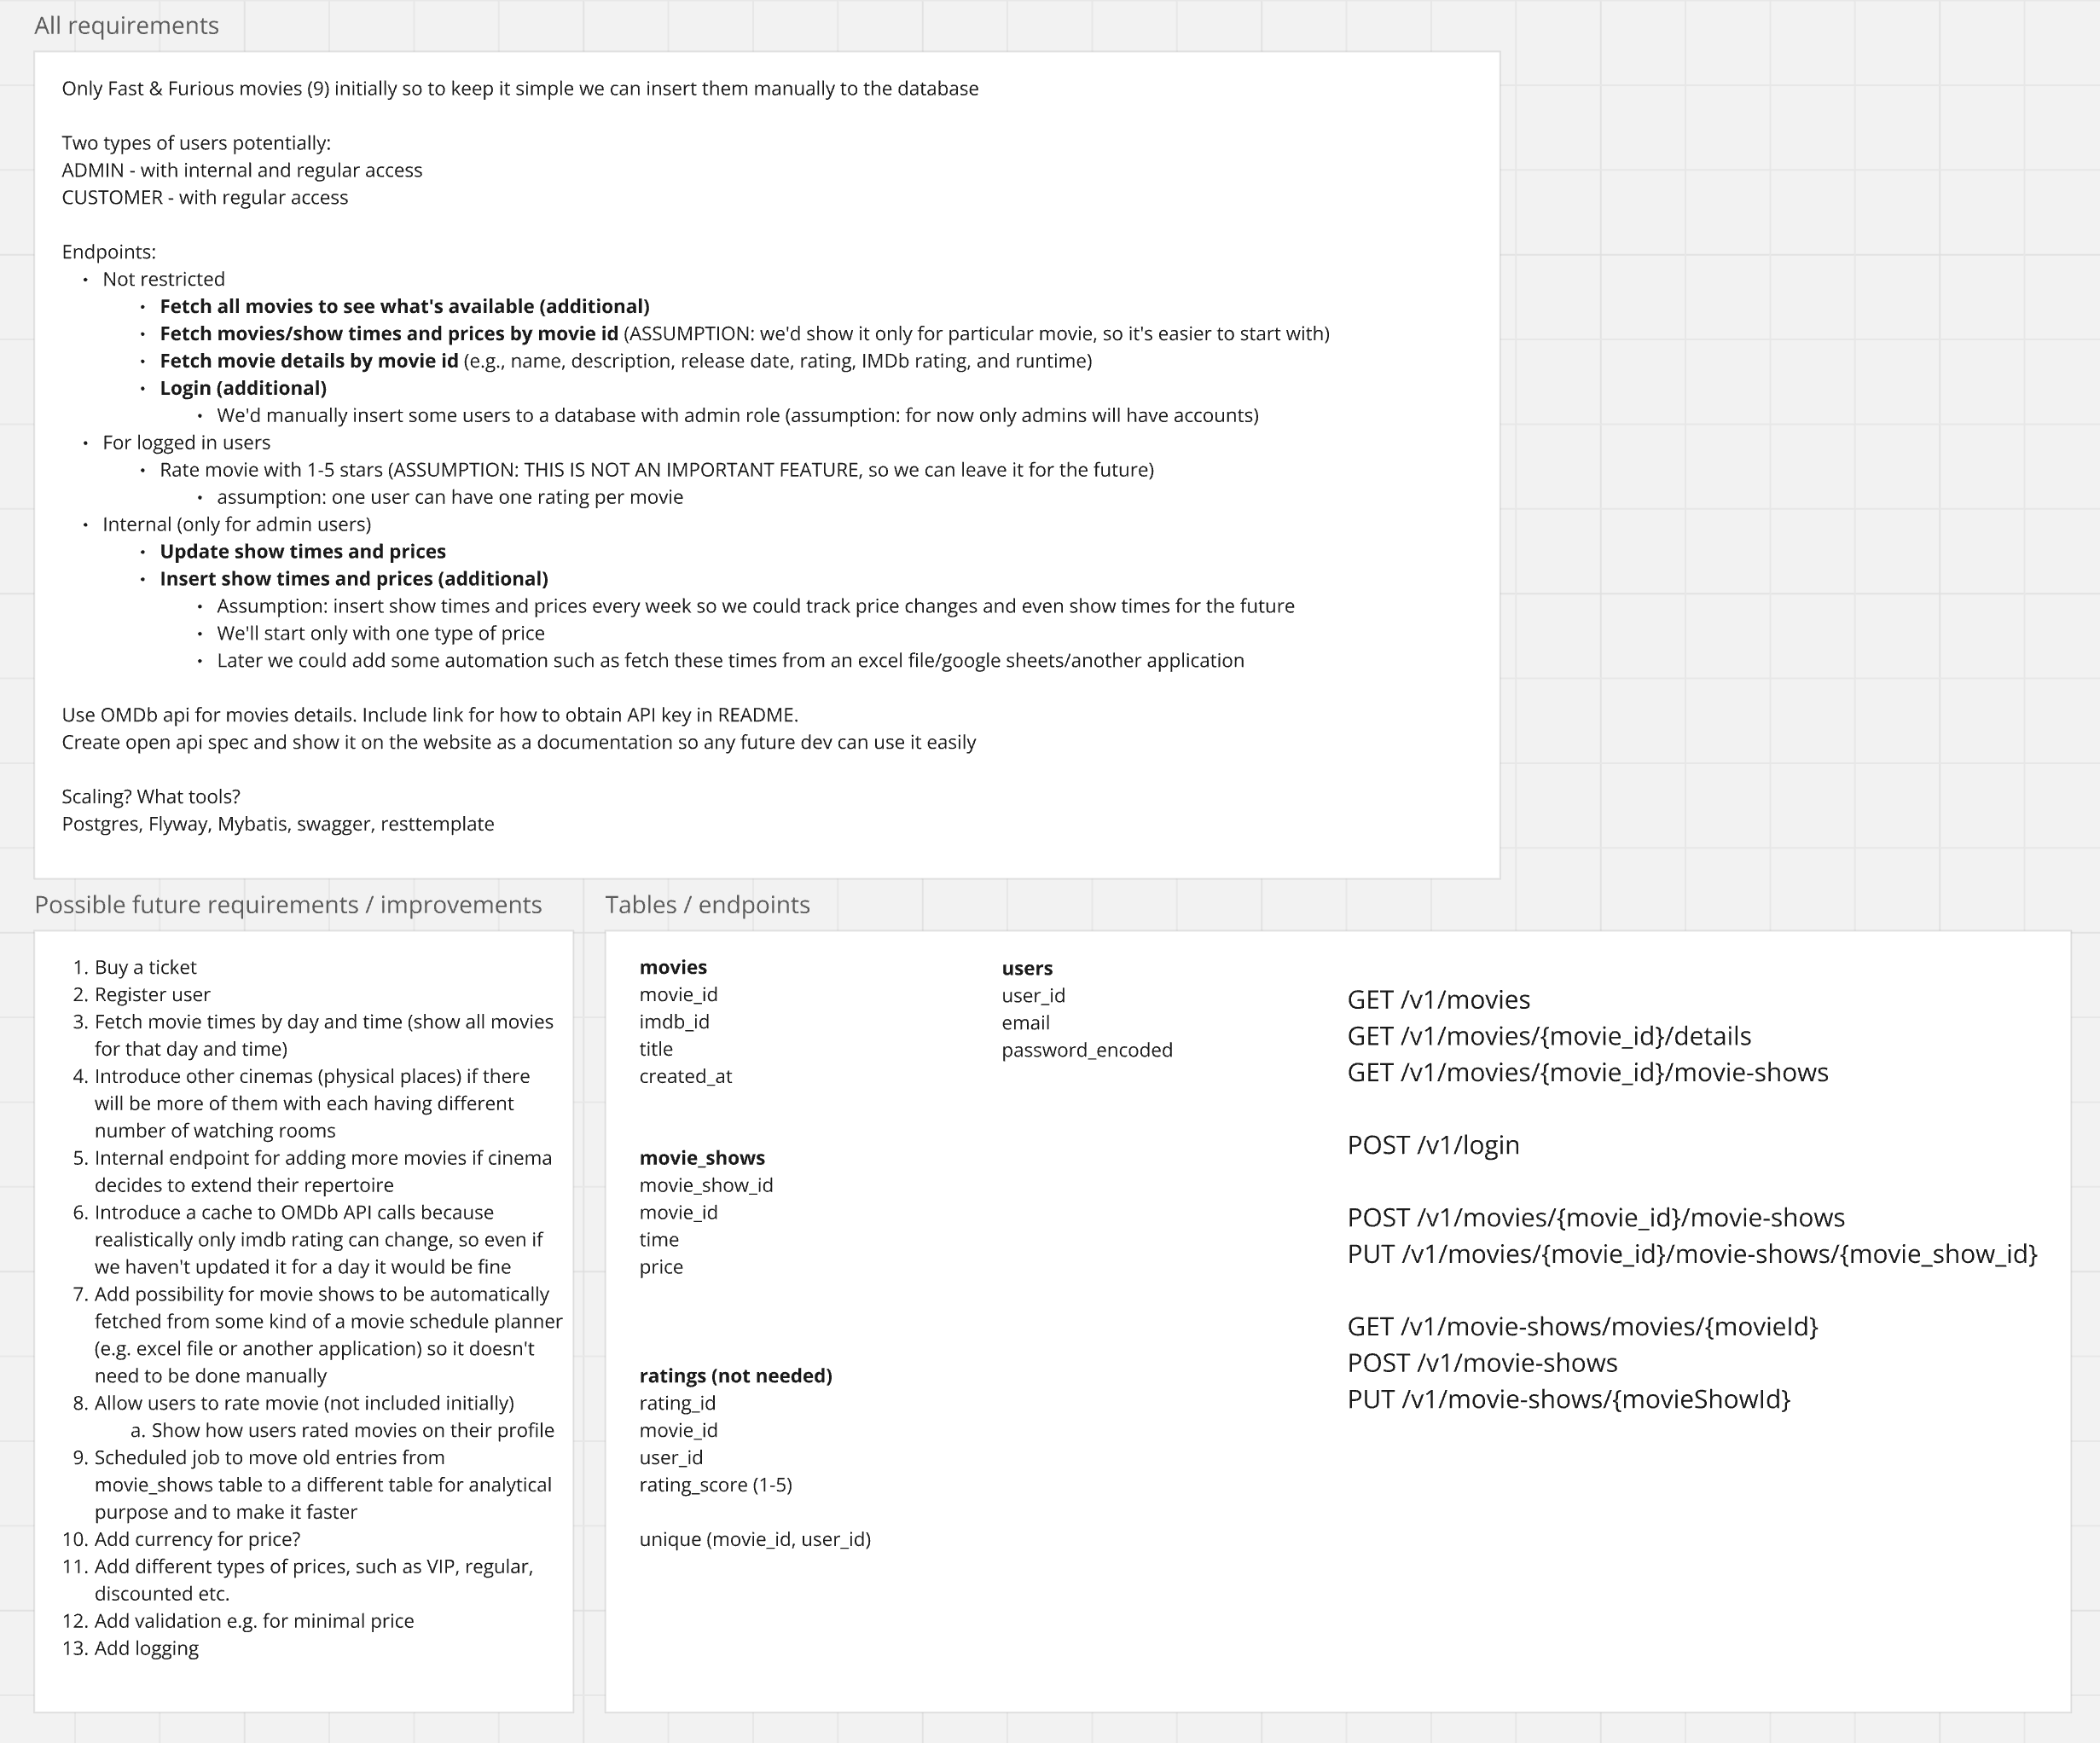 All requirements
Only Fast & Furious movies (9) initially so to keep it simple we can insert them manually to the database
Two types of users potentially:
ADMIN - with internal and regular access
CUSTOMER - with regular access
Endpoints:
• Not restricted
• Fetch all movies to see what's available (additional)
• Fetch movies/show times and prices by movie id (ASSUMPTION: we'd show it only for particular movie, so it's easier to start with)
• Fetch movie details by movie id (e.g., name, description, release date, rating, IMDb rating, and runtime)
• Login (additional)
• We'd manually insert some users to a database with admin role (assumption: for now only admins will have accounts)
• For logged in users
• Rate movie with 1-5 stars (ASSUMPTION: THIS IS NOT AN IMPORTANT FEATURE, so we can leave it for the future)
• assumption: one user can have one rating per movie
• Internal (only for admin users)
• Update show times and prices
• Insert show times and prices (additional)
• Assumption: insert show times and prices every week so we could track price changes and even show times for the future
• We'll start only with one type of price
• Later we could add some automation such as fetch these times from an excel file/google sheets/another application
Use OMDb api for movies details. Include link for how to obtain API key in README.
Create open api spec and show it on the website as a documentation so any future dev can use it easily
Scaling? What tools?
Postgres, Flyway, Mybatis, swagger, resttemplate
Possible future requirements / improvements
1. Buy a ticket
2. Register user
3. Fetch movie times by day and time (show all movies
for that day and time)
4. Introduce other cinemas (physical places) if there
will be more of them with each having different
number of watching rooms
5. Internal endpoint for adding more movies if cinema
decides to extend their repertoire
6. Introduce a cache to OMDb API calls because
realistically only imdb rating can change, so even if
we haven't updated it for a day it would be fine
7. Add possibility for movie shows to be automatically
fetched from some kind of a movie schedule planner
(e.g. excel file or another application) so it doesn't
need to be done manually
8. Allow users to rate movie (not included initially)
a. Show how users rated movies on their profile
9. Scheduled job to move old entries from
movie_shows table to a different table for analytical
purpose and to make it faster
10. Add currency for price?
11. Add different types of prices, such as VIP, regular,
discounted etc.
12. Add validation e.g. for minimal price
13. Add logging
Tables / endpoints
movies
movie_id
imdb_id
title
created_at
movie_shows
movie_show_id
movie_id
time
price
ratings (not needed)
rating_id
movie_id
user_id
rating_score (1-5)
unique (movie_id, user_id)
users
user_id
email
password_encoded
GET /v1/movies
GET /v1/movies/{movie_id}/details
GET /v1/movies/{movie_id}/movie-shows
POST /v1/login
POST /v1/movies/{movie_id}/movie-shows
PUT /v1/movies/{movie_id}/movie-shows/{movie_show_id}
GET /v1/movie-shows/movies/{movieId}
POST /v1/movie-shows
PUT /v1/movie-shows/{movieShowId}